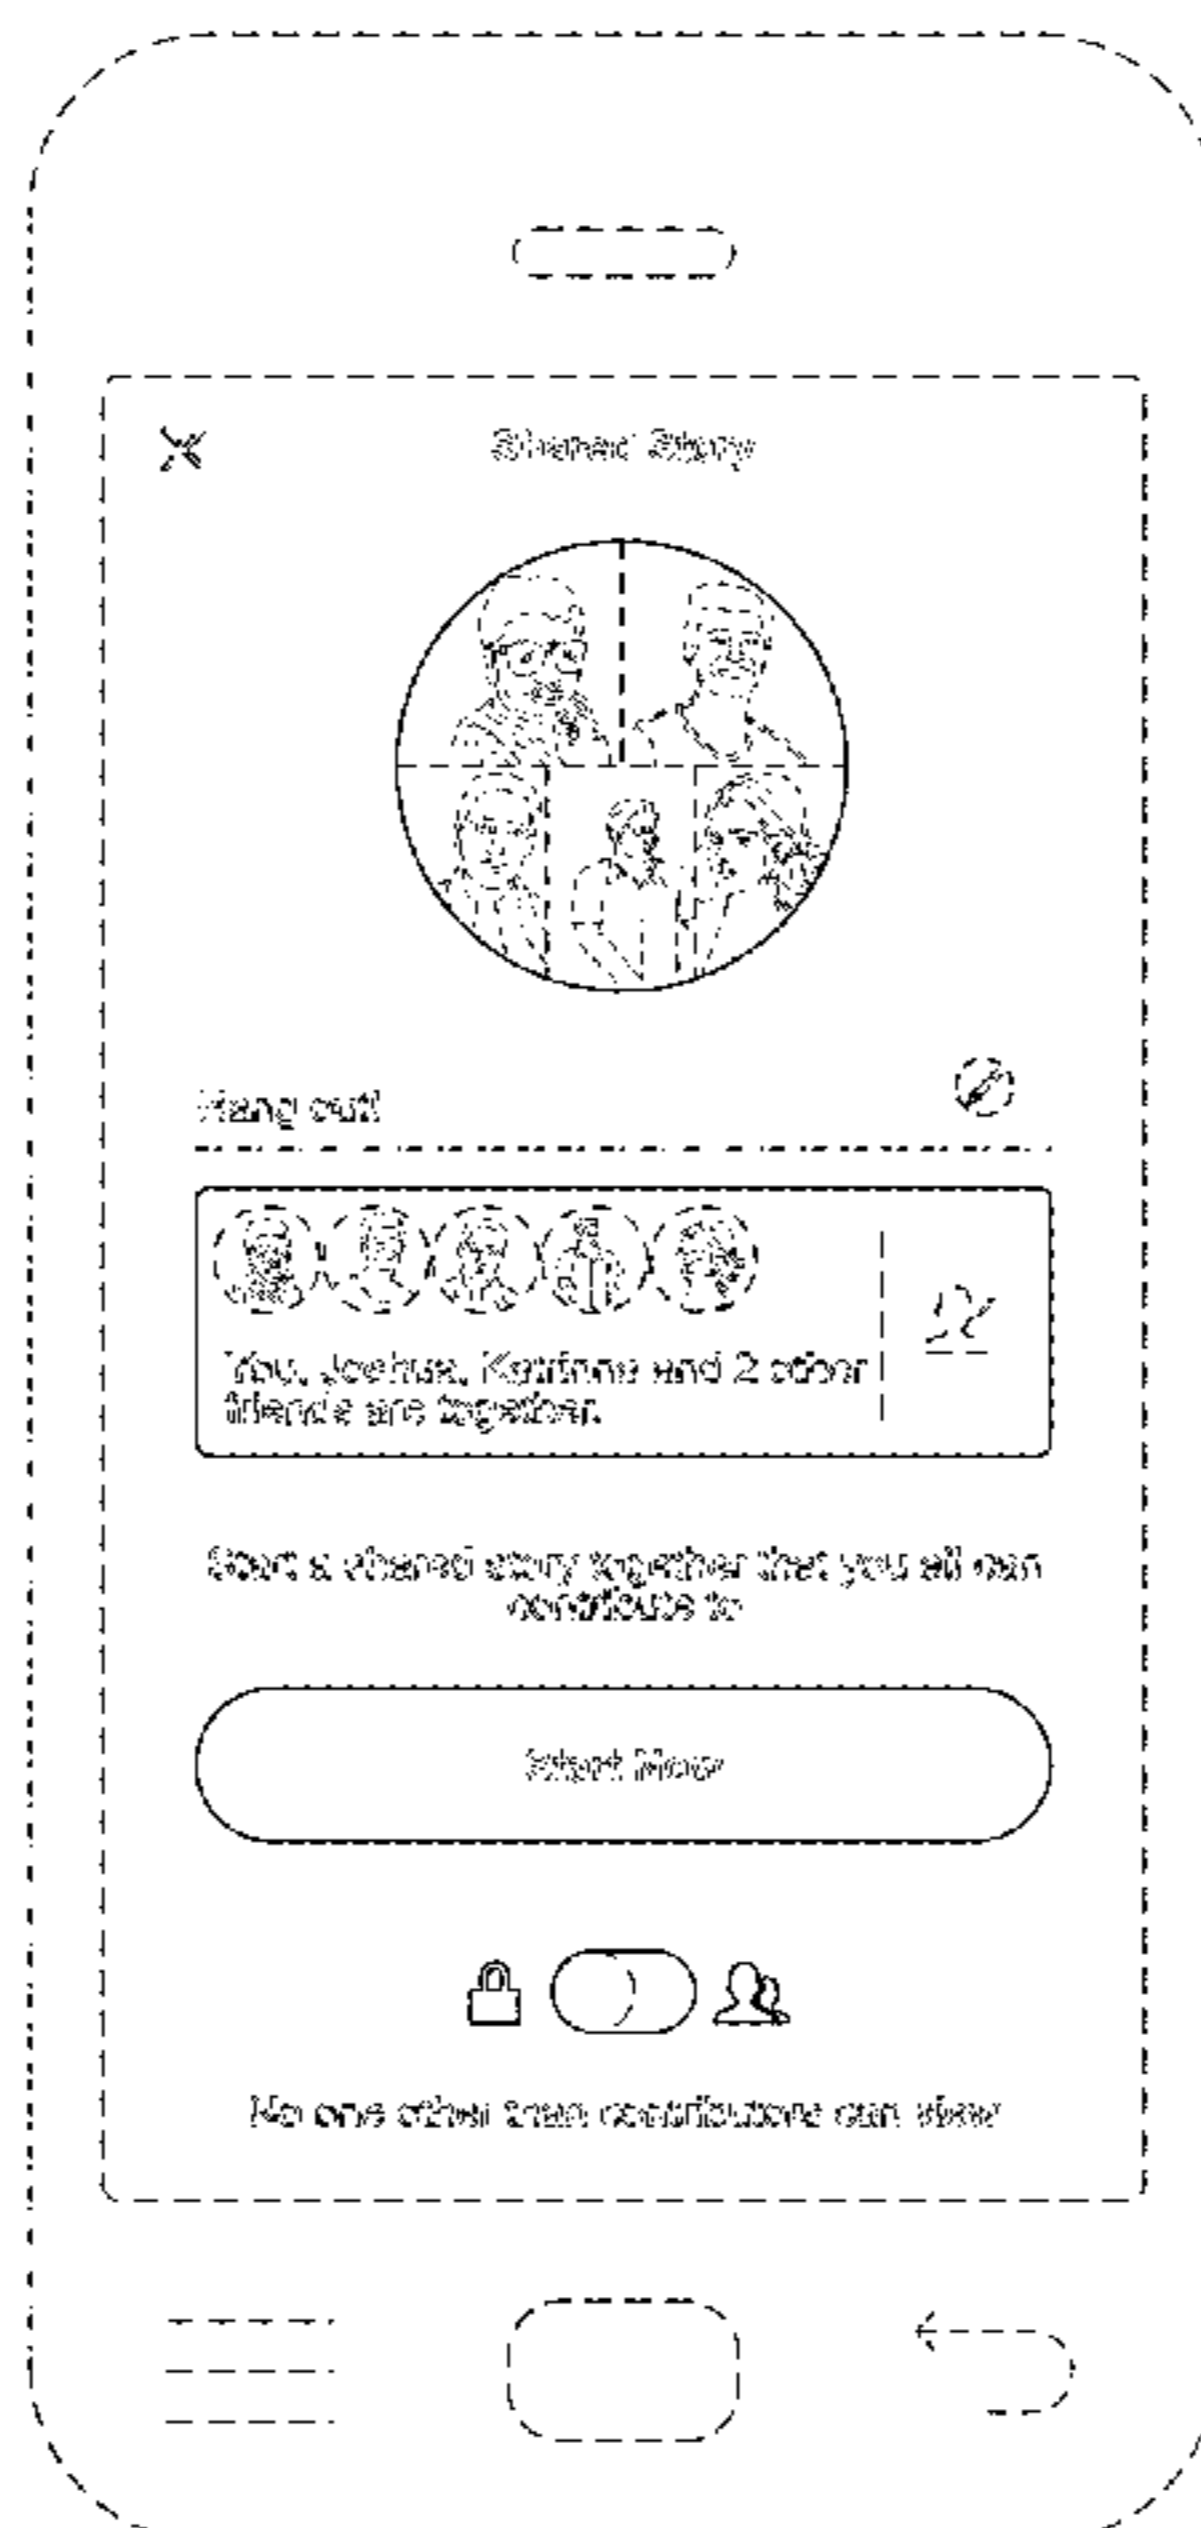 Shared Story
Hang out!
You, Joshua, Katrina and 2 other
friends are together.
Start a shared story together that you all can
contribute to
Start Now
No one other than contributors can view